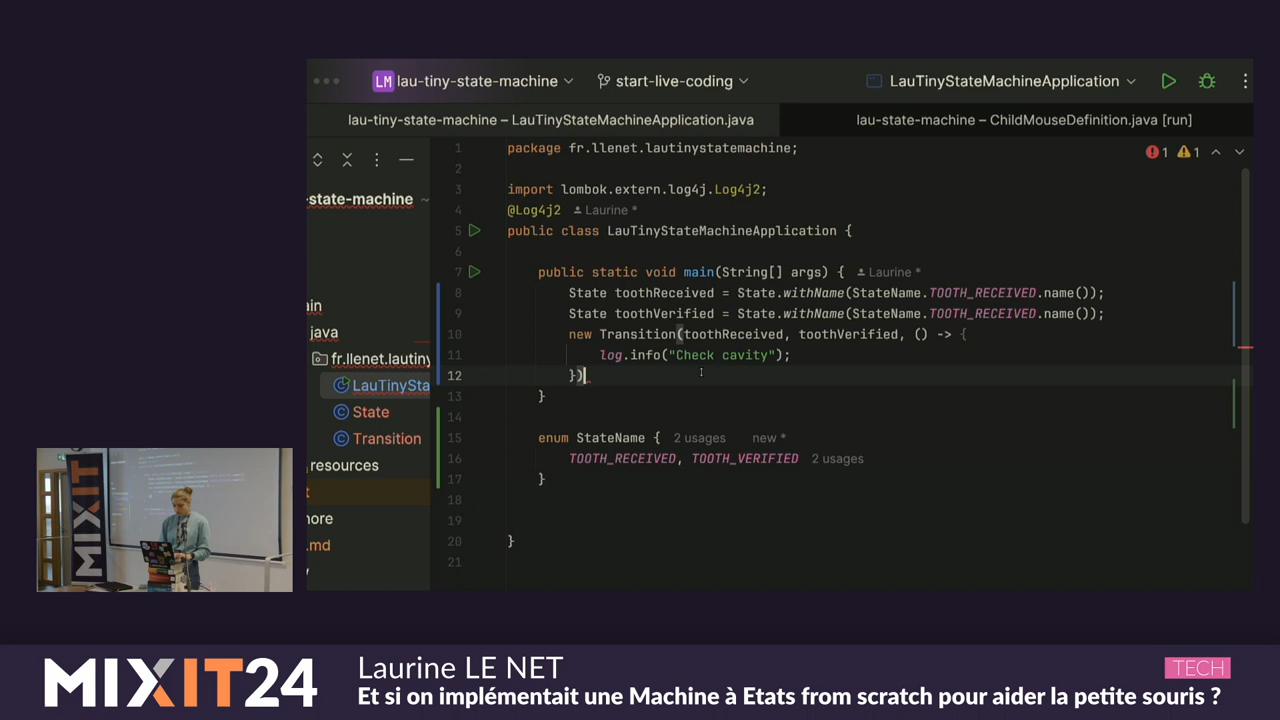 LM lau-tiny-state-machine start-live-coding LauTinyStateMachineApplication
lau-tiny-state-machine – LauTinyStateMachineApplication.java
lau-state-machine – ChildMouseDefinition.java [run]
-state-machine ~
ain
java
fr.llenet.lautiny
LauTinySta
State
Transition
resources
t
nore
.md
1 1
1 package fr.llenet.lautinystatemachine;
2
3 import lombok.extern.log4j.Log4j2;
4 @Log4j2 Laurine *
5 public class LauTinyStateMachineApplication {
6
7 public static void main(String[] args) { Laurine *
8 State toothReceived = State.withName(StateName.TOOTH_RECEIVED.name());
9 State toothVerified = State.withName(StateName.TOOTH_RECEIVED.name());
10 new Transition(toothReceived, toothVerified, () -> {
11 log.info("Check cavity");
12 })
13 }
14
15 enum StateName { 2 usages new *
16 TOOTH_RECEIVED, TOOTH_VERIFIED 2 usages
17 }
18
19
20 }
21
MIXIT
MIXIT24
Laurine LE NET
TECH
Et si on implémentait une Machine à Etats from scratch pour aider la petite souris ?